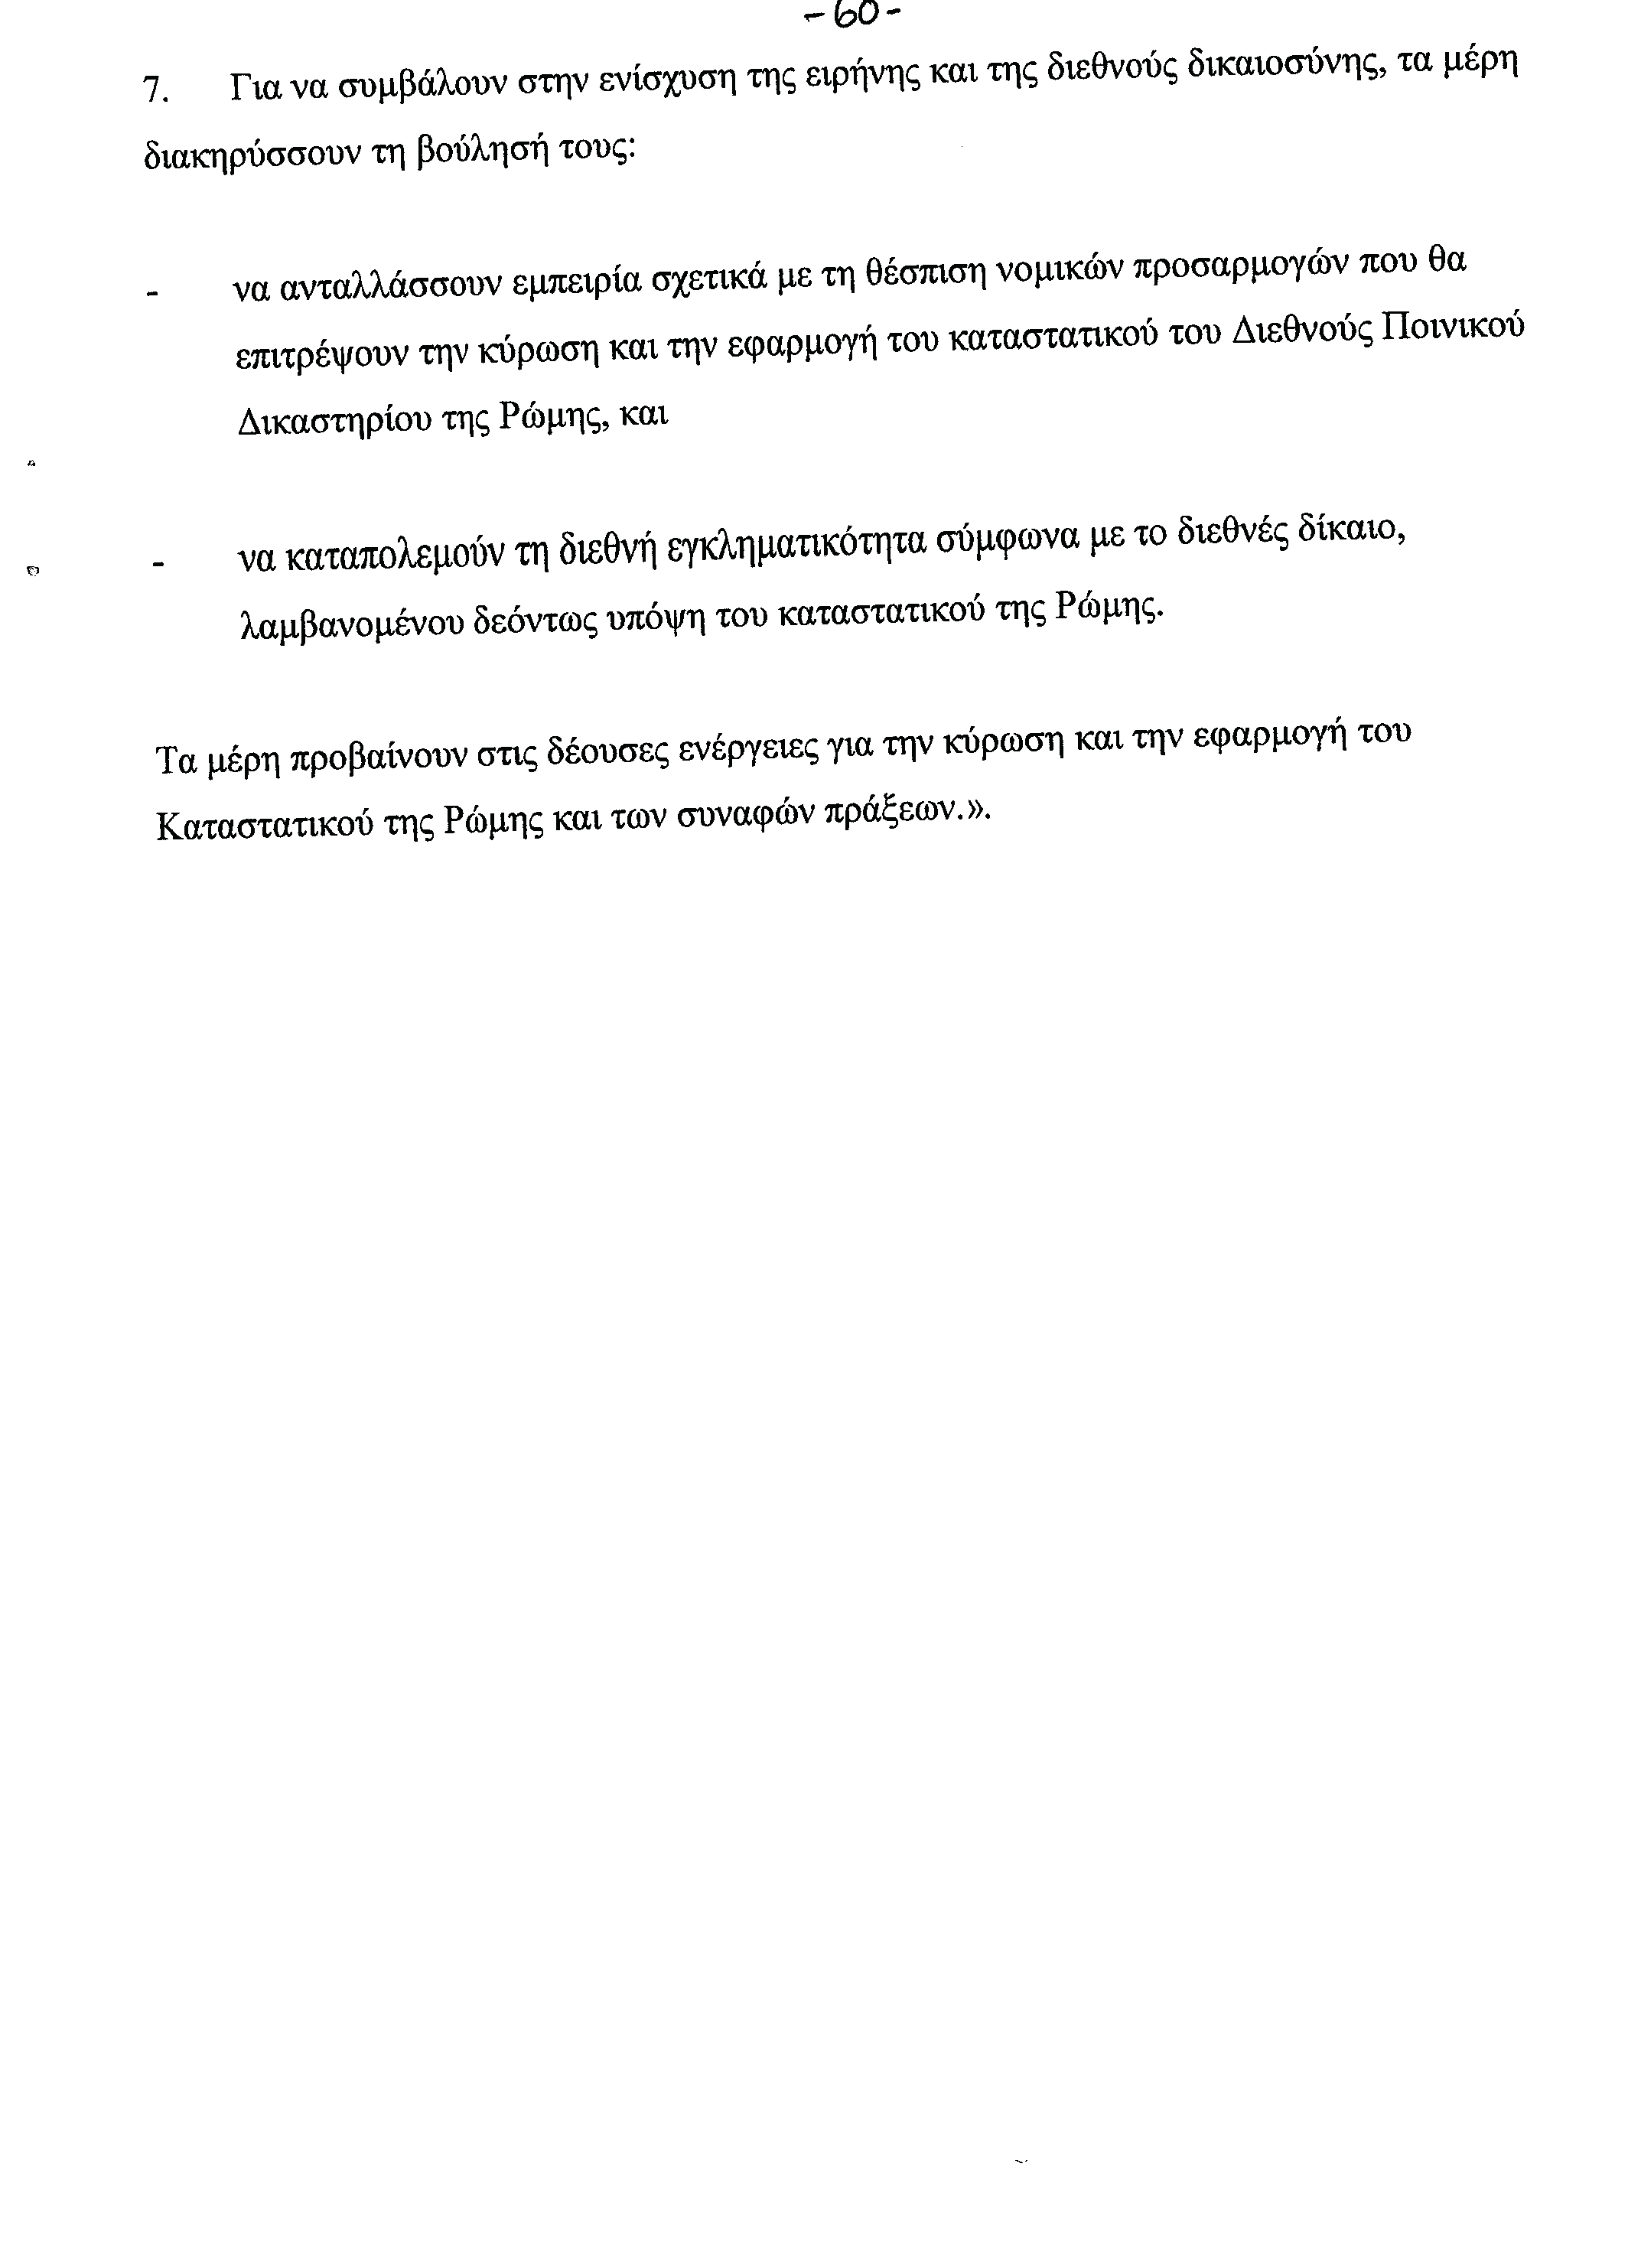 -60-
7. Για να συμβάλουν στην ενίσχυση της ειρήνης και της διεθνούς δικαιοσύνης, τα μέρη
διακηρύσσουν τη βούλησή τους:
- να ανταλλάσσουν εμπειρία σχετικά με τη θέσπιση νομικών προσαρμογών που θα
επιτρέψουν την κύρωση και την εφαρμογή του καταστατικού του Διεθνούς Ποινικού
Δικαστηρίου της Ρώμης, και
- να καταπολεμούν τη διεθνή εγκληματικότητα σύμφωνα με το διεθνές δίκαιο,
λαμβανομένου δεόντως υπόψη του καταστατικού της Ρώμης.
Τα μέρη προβαίνουν στις δέουσες ενέργειες για την κύρωση και την εφαρμογή του
Καταστατικού της Ρώμης και των συναφών πράξεων.».